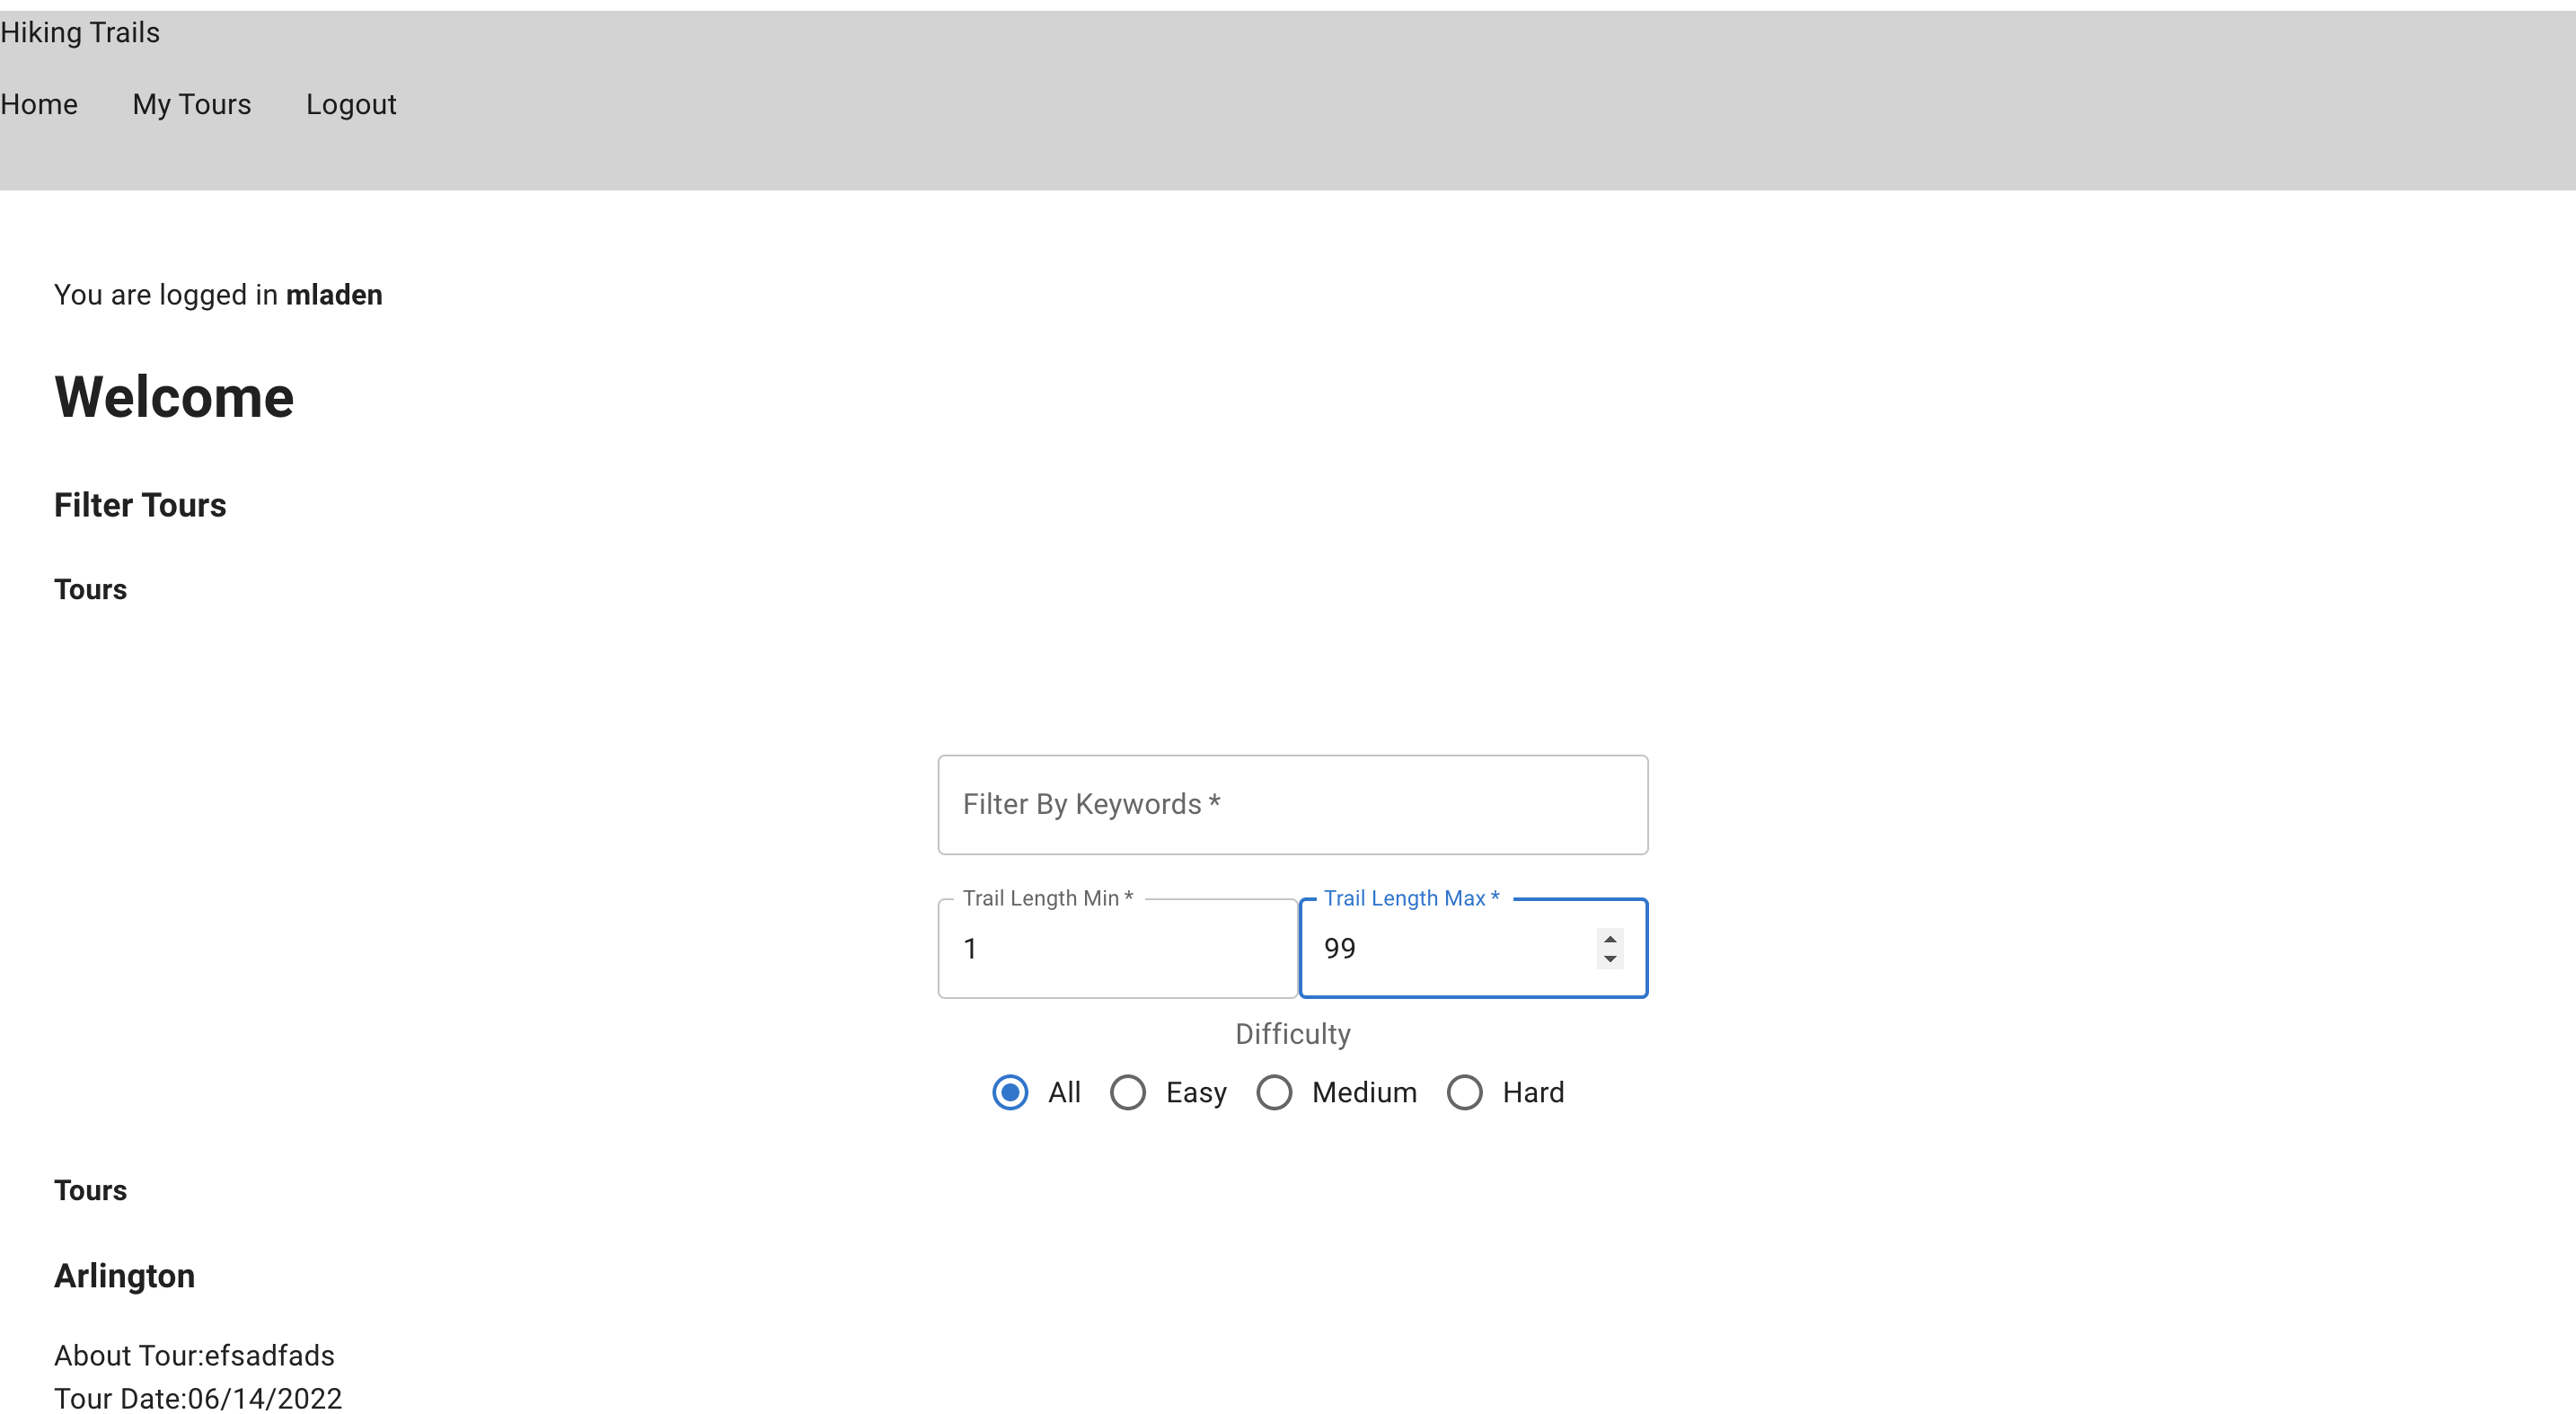 Hiking Trails
Home My Tours Logout
You are logged in mladen
Welcome
Filter Tours
Tours
Filter By Keywords *
Trail Length Min * Trail Length Max *
1 99
Difficulty
All Easy Medium Hard
Tours
Arlington
About Tour:efsadfads
Tour Date:06/14/2022